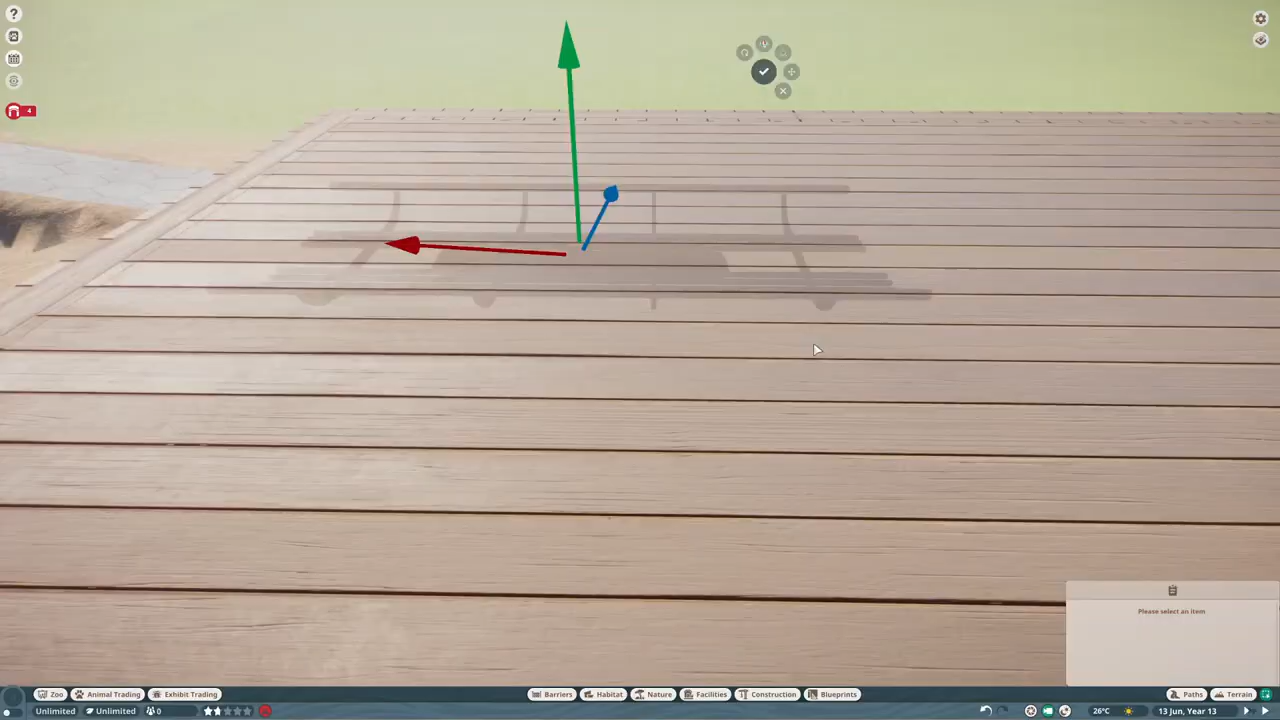 ?
4
Please select an item
Zoo
Animal Trading
Exhibit Trading
Barriers
Habitat
Nature
Facilities
Construction
Blueprints
Paths
Terrain
Unlimited
Unlimited
0
26°C
13 Jun, Year 13